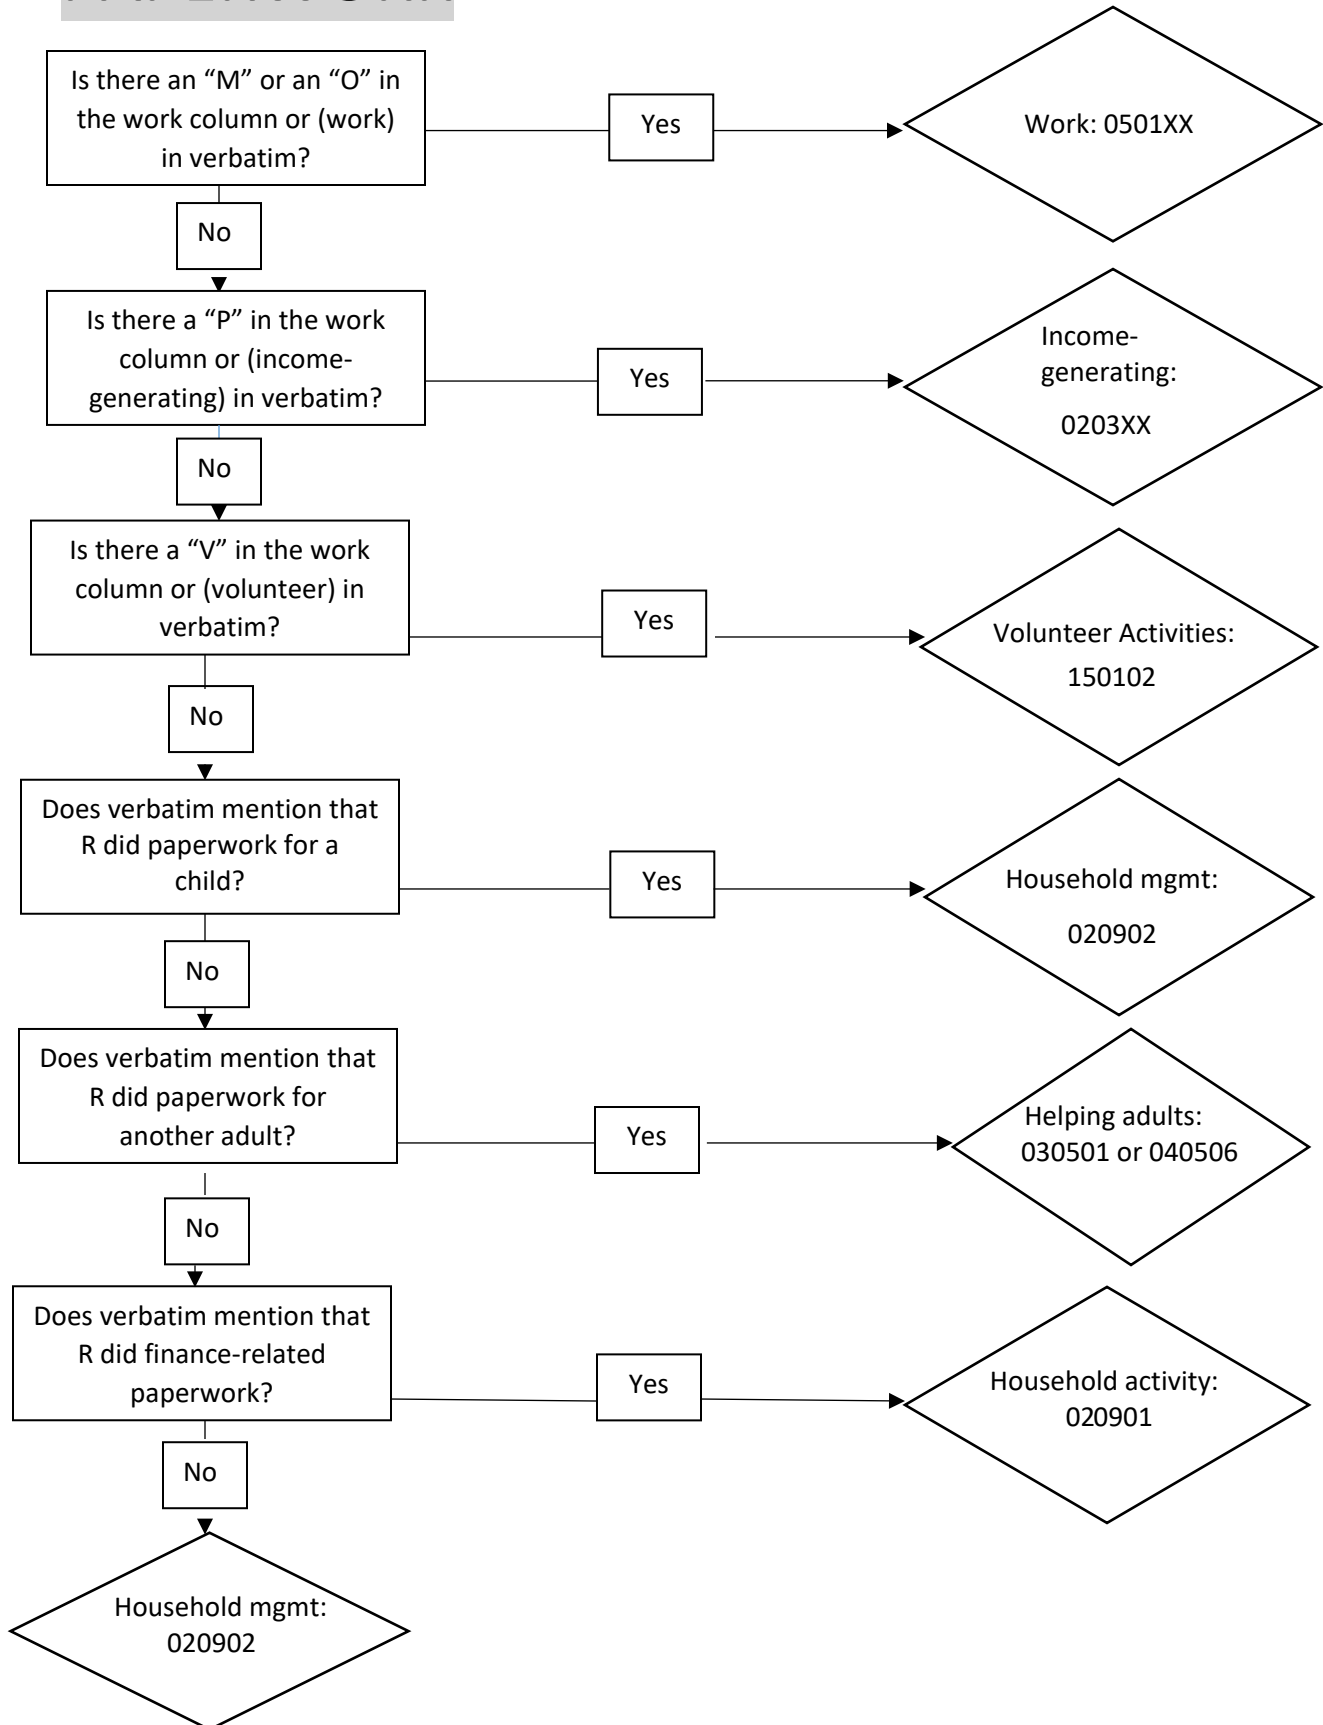 Is there an “M” or an “O” in
the work column or (work)
in verbatim?
Yes
Work: 0501XX
No
Is there a “P” in the work
column or (income-
generating) in verbatim?
Yes
Income-
generating:
0203XX
No
Is there a “V” in the work
column or (volunteer) in
verbatim?
Yes
Volunteer Activities:
150102
No
Does verbatim mention that
R did paperwork for a
child?
Yes
Household mgmt:
020902
No
Does verbatim mention that
R did paperwork for
another adult?
Yes
Helping adults:
030501 or 040506
No
Does verbatim mention that
R did finance-related
paperwork?
Yes
Household activity:
020901
No
Household mgmt:
020902